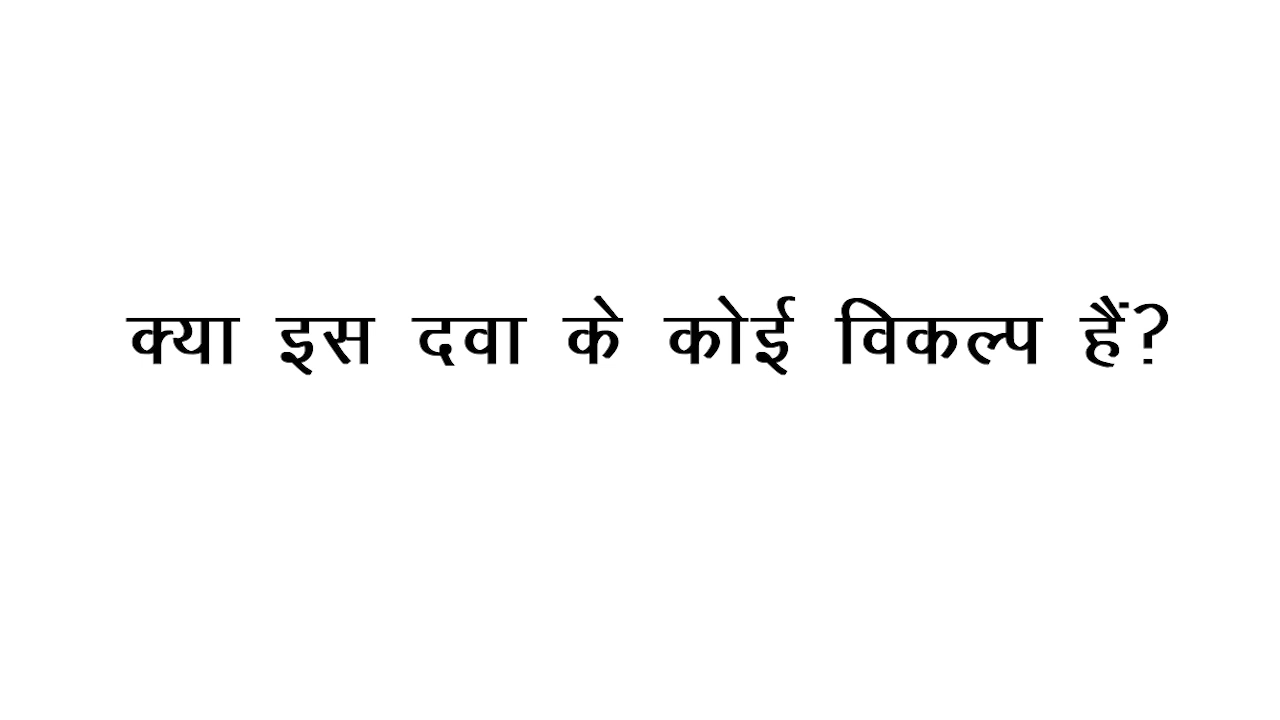 क्या इस दवा के कोई विकल्प हैं?